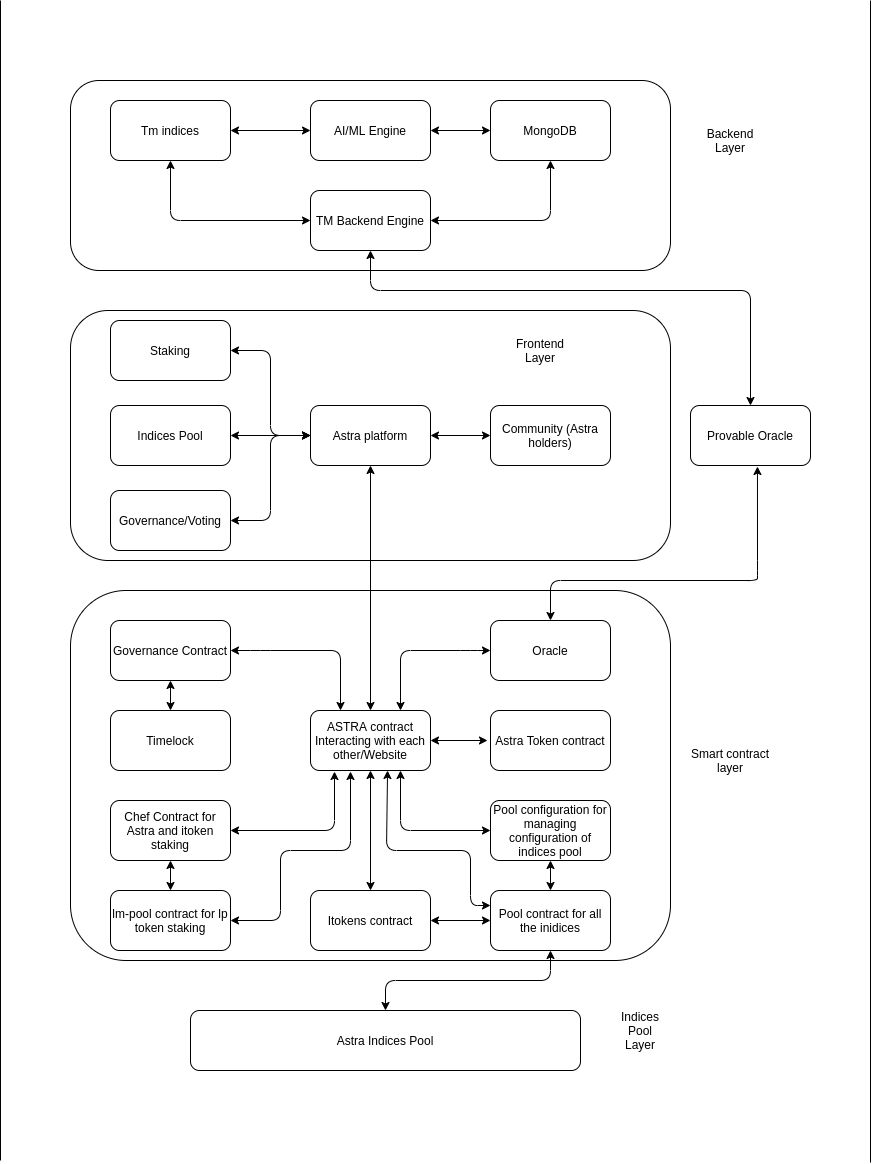 Tm indices
AI/ML Engine
MongoDB
Backend
Layer
TM Backend Engine
Staking
Frontend
Layer
Indices Pool
Astra platform
Community (Astra
holders)
Provable Oracle
Governance/Voting
Governance Contract
Oracle
Timelock
ASTRA contract
Interacting with each
other/Website
Astra Token contract
Smart contract
layer
Chef Contract for
Astra and itoken
staking
Pool configuration for
managing
configuration of
indices pool
lm-pool contract for lp
token staking
Itokens contract
Pool contract for all
the inidices
Astra Indices Pool
Indices
Pool
Layer